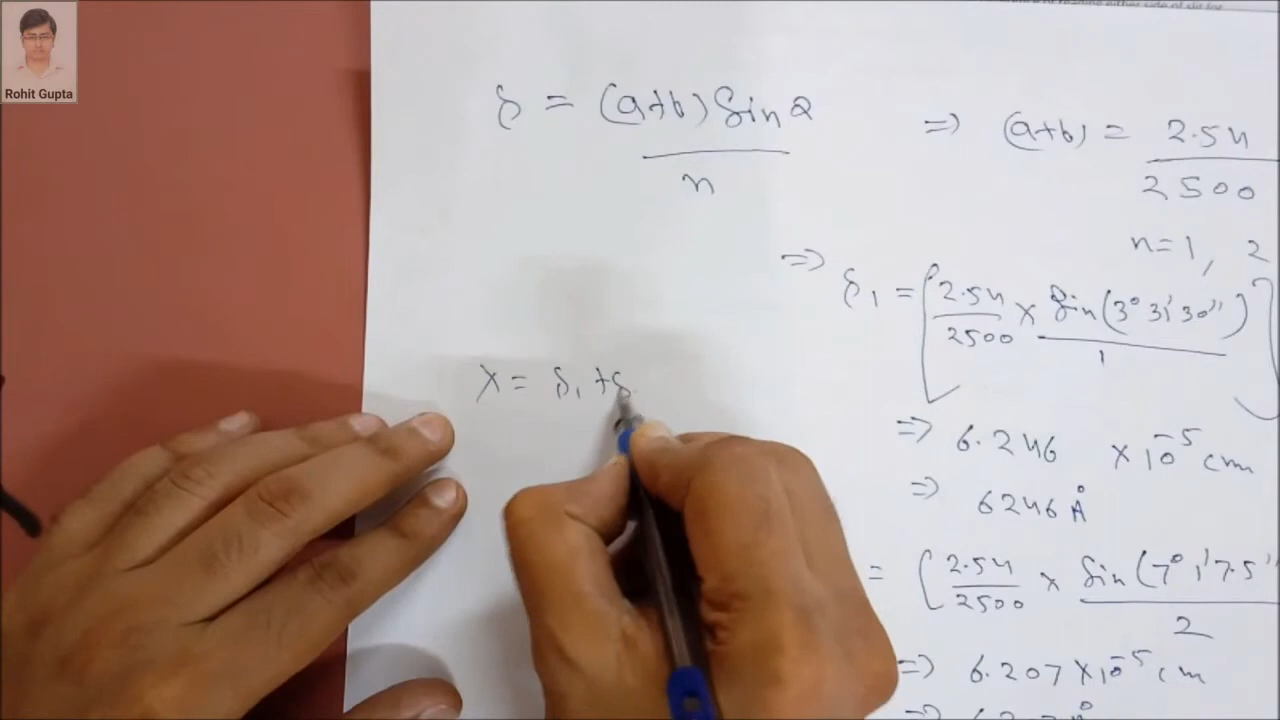 Rohit Gupta
δ = (a+b) Sin θ
n
=> (a+b) = 2.54
2500
n = 1, 2
=> δ₁ = [2.54 / 2500 × Sin(3° 3' 30") / 1]
=> 6.246 × 10⁻⁵ cm
=> 6246 Å
X = δ₁ + δ
= [2.54 / 2500 × Sin(7° 1' 7.5" / 2
=> 6.207 × 10⁻⁵ cm
=>